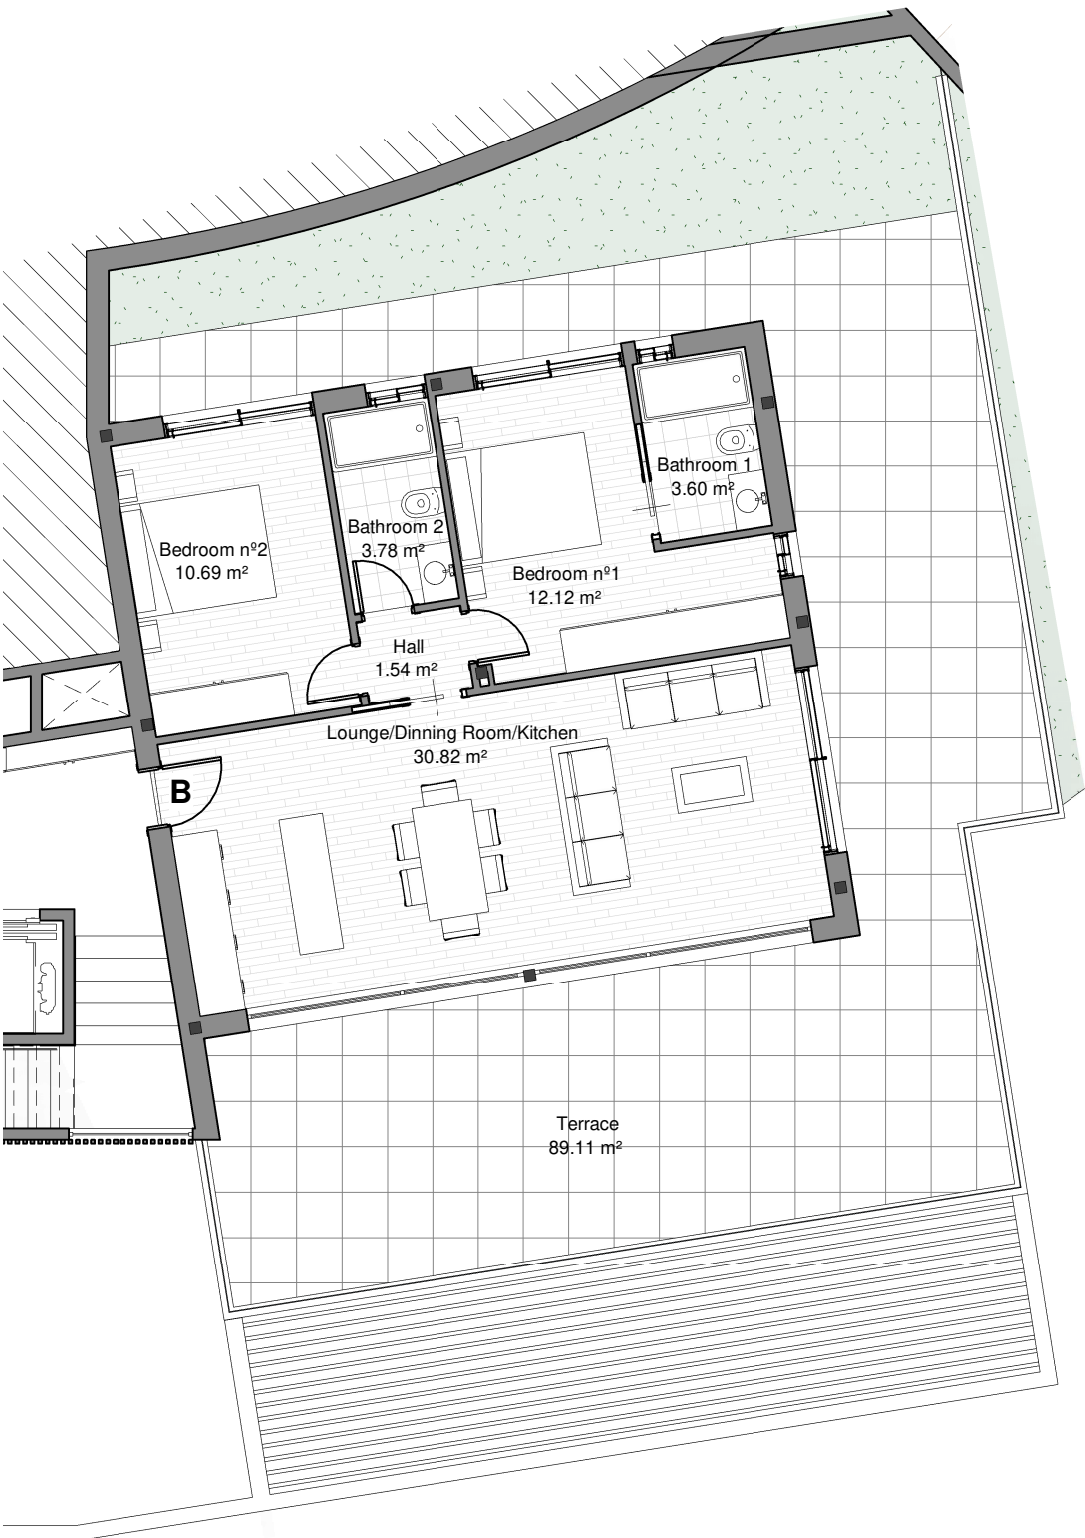 Bathroom 1
3.60 m²
Bathroom 2
3.78 m²
Bedroom nº2
10.69 m²
Bedroom nº1
12.12 m²
Hall
1.54 m²
Lounge/Dinning Room/Kitchen
30.82 m²
B
Terrace
89.11 m²